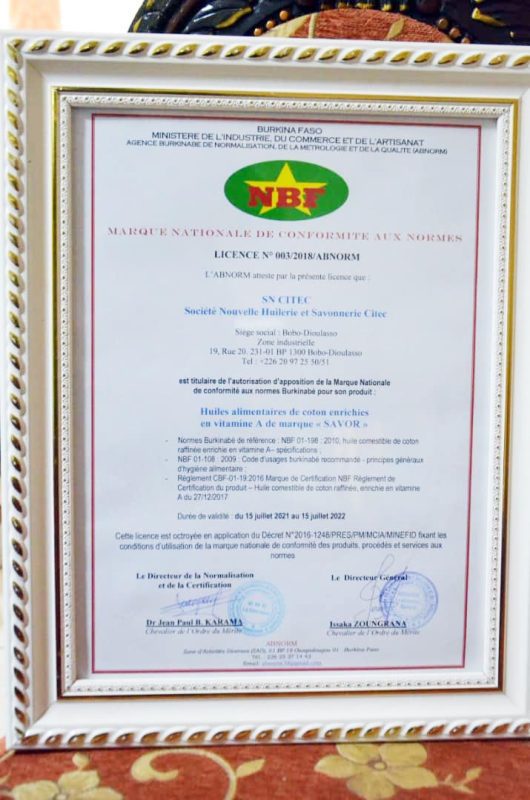 BURKINA FASO
MINISTERE DE L'INDUSTRIE, DU COMMERCE ET DE L'ARTISANAT
AGENCE BURKINABE DE NORMALISATION, DE LA METROLOGIE ET DE LA QUALITE (ABNORM)
NBF
MARQUE NATIONALE DE CONFORMITE AUX NORMES
LICENCE N° 003/2018/ABNORM
L'ABNORM atteste par la présente licence que :
SN CITEC
Société Nouvelle Huilerie et Savonnerie Citec
Siège social : Bobo-Dioulasso
Zone industrielle
19, Rue 20. 231-01 BP 1300 Bobo-Dioulasso
Tel : +226 20 97 25 50/51
est titulaire de l'autorisation d'apposition de la Marque Nationale
de conformité aux normes Burkinabè pour son produit :
Huiles alimentaires de coton enrichies
en vitamine A de marque « SAVOR »
- Normes Burkinabè de référence : NBF 01-198 : 2010, huile comestible de coton
raffinée enrichie en vitamine A– spécifications ;
- NBF 01-108 : 2009 : Code d'usages burkinabè recommandé - principes généraux
d'hygiène alimentaire ;
- Règlement CBF-01-19:2016 Marque de Certification NBF Règlement de
Certification du produit – Huile comestible de coton raffinée, enrichie en vitamine
A du 27/12/2017
Durée de validité : du 15 juillet 2021 au 15 juillet 2022
Cette licence est octroyée en application du Décret N°2016-1248/PRES/PM/MCIA/MINEFID fixant les
conditions d'utilisation de la marque nationale de conformité des produits, procédés et services aux
normes
Le Directeur de la Normalisation
et de la Certification
Le Directeur Général
Dr Jean Paul B. KARAMA
Chevalier de l'Ordre du Mérite
Issaka ZOUNGRANA
Chevalier de l'Ordre du Mérite
ABNORM